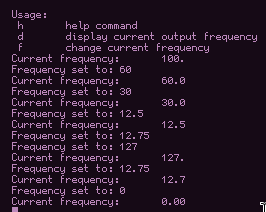 Usage:
h help command
d display current output frequency
f change current frequency
Current frequency: 100.
Frequency set to: 60
Current frequency: 60.0
Frequency set to: 30
Current frequency: 30.0
Frequency set to: 12.5
Current frequency: 12.5
Frequency set to: 12.75
Frequency set to: 127
Current frequency: 127.
Frequency set to: 12.75
Current frequency: 12.7
Frequency set to: 0
Current frequency: 0.00